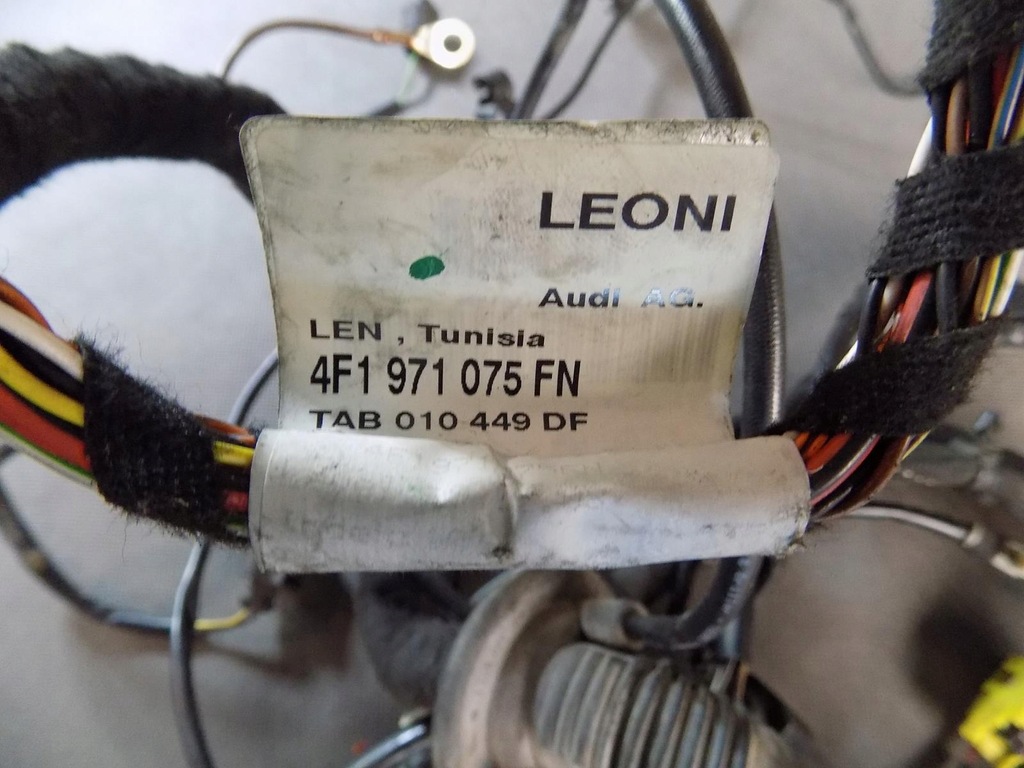 LEONI
Audi AG.
LEN , Tunisia
4F1 971 075 FN
TAB 010 449 DF